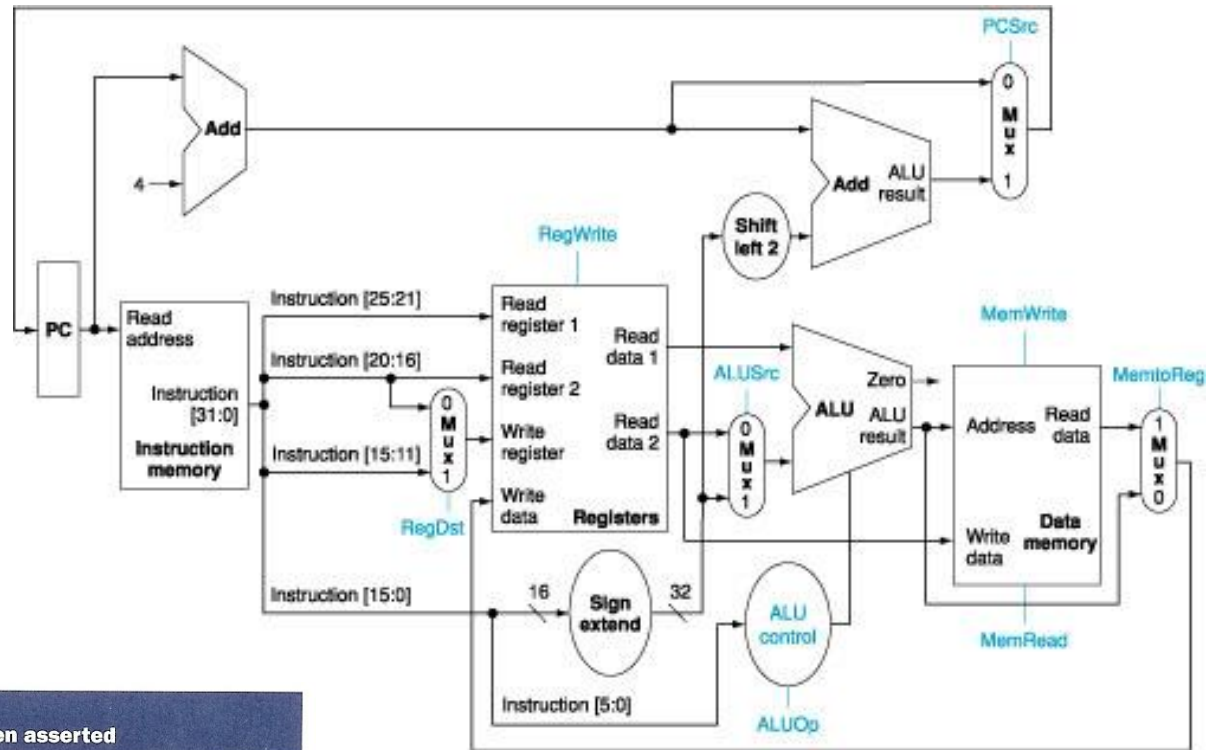 PCSrc
0
Mux
1
Add
4
Add
ALU
result
Shift
left 2
RegWrite
PC
Read
address
Instruction
[31:0]
Instruction
memory
Instruction [25:21]
Instruction [20:16]
Instruction [15:11]
Instruction [15:0]
Instruction [5:0]
0
Mux
1
RegDst
Read
register 1
Read
register 2
Write
register
Write
data
Registers
Read
data 1
Read
data 2
ALUSrc
0
Mux
1
ALU
Zero
ALU
result
MemWrite
Address
Read
data
Write
data
Data
memory
MemRead
MemtoReg
1
Mux
0
16
Sign
extend
32
ALU
control
ALUOp
en asserted